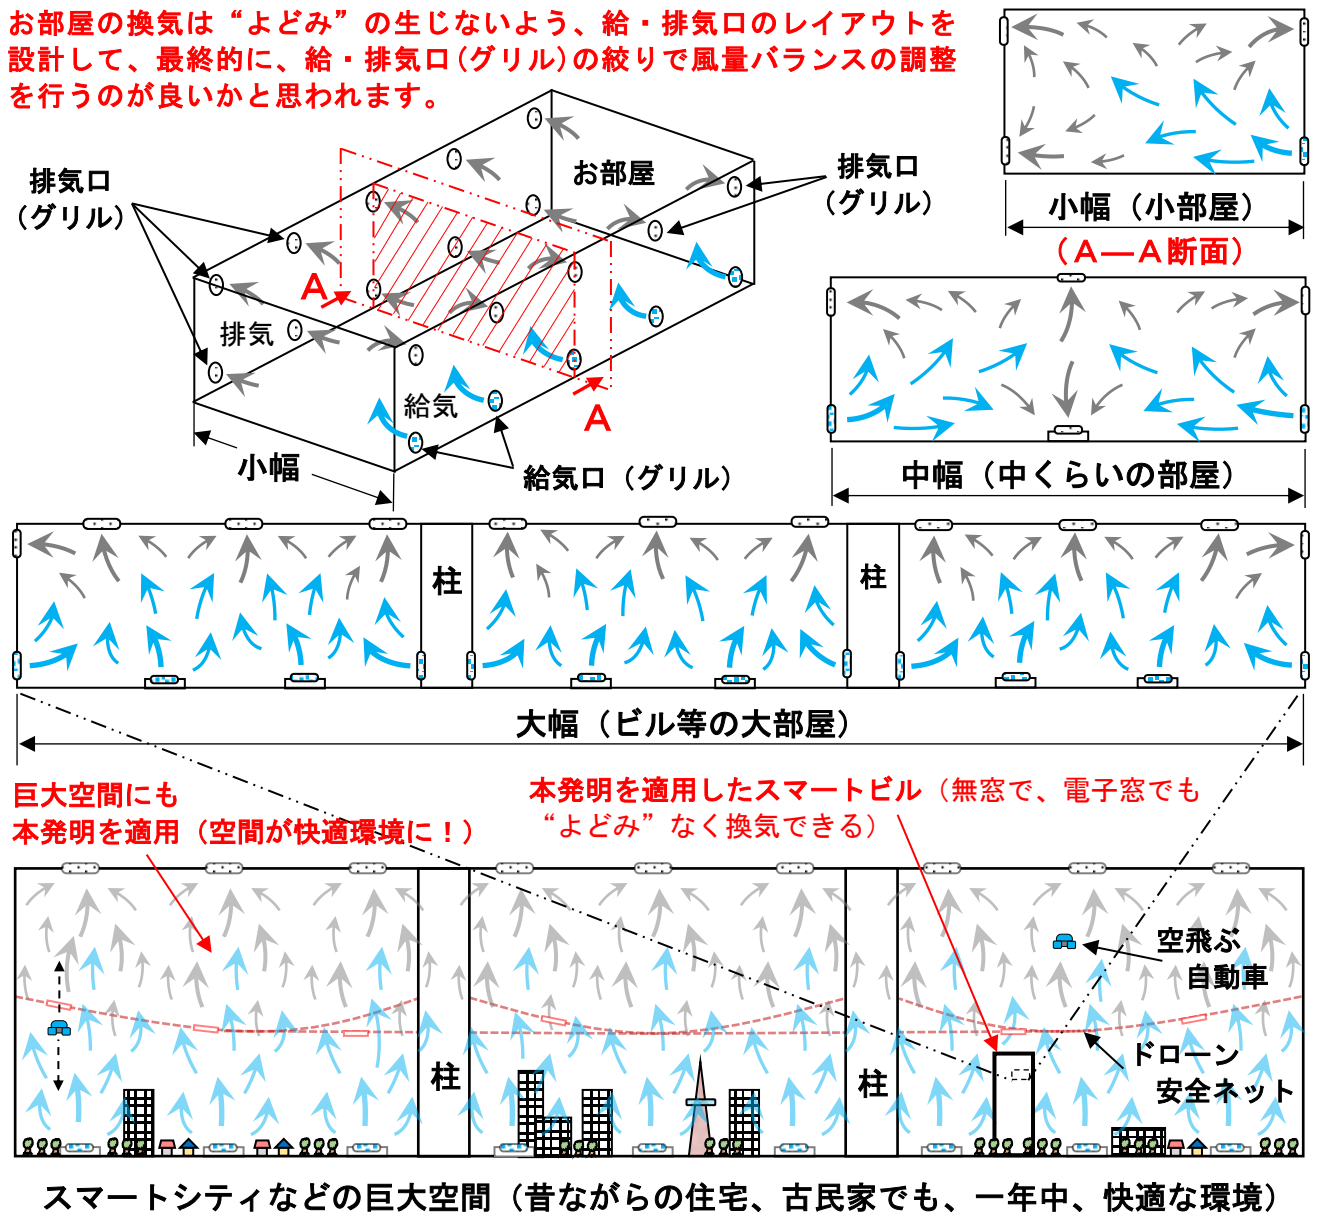 お部屋の換気は“よどみ”の生じないよう、給・排気口のレイアウトを
設計して、最終的に、給・排気口(グリル)の絞りで風量バランスの調整
を行うのが良いかと思われます。
排気口
（グリル）
お部屋
排気口
（グリル）
A
排気
給気
A
小幅
給気口（グリル）
小幅（小部屋）
（A—A断面）
中幅（中くらいの部屋）
柱
柱
大幅（ビル等の大部屋）
巨大空間にも
本発明を適用（空間が快適環境に！）
本発明を適用したスマートビル（無窓で、電子窓でも
“よどみ”なく換気できる）
空飛ぶ
自動車
ドローン
安全ネット
柱
柱
スマートシティなどの巨大空間（昔ながらの住宅、古民家でも、一年中、快適な環境）